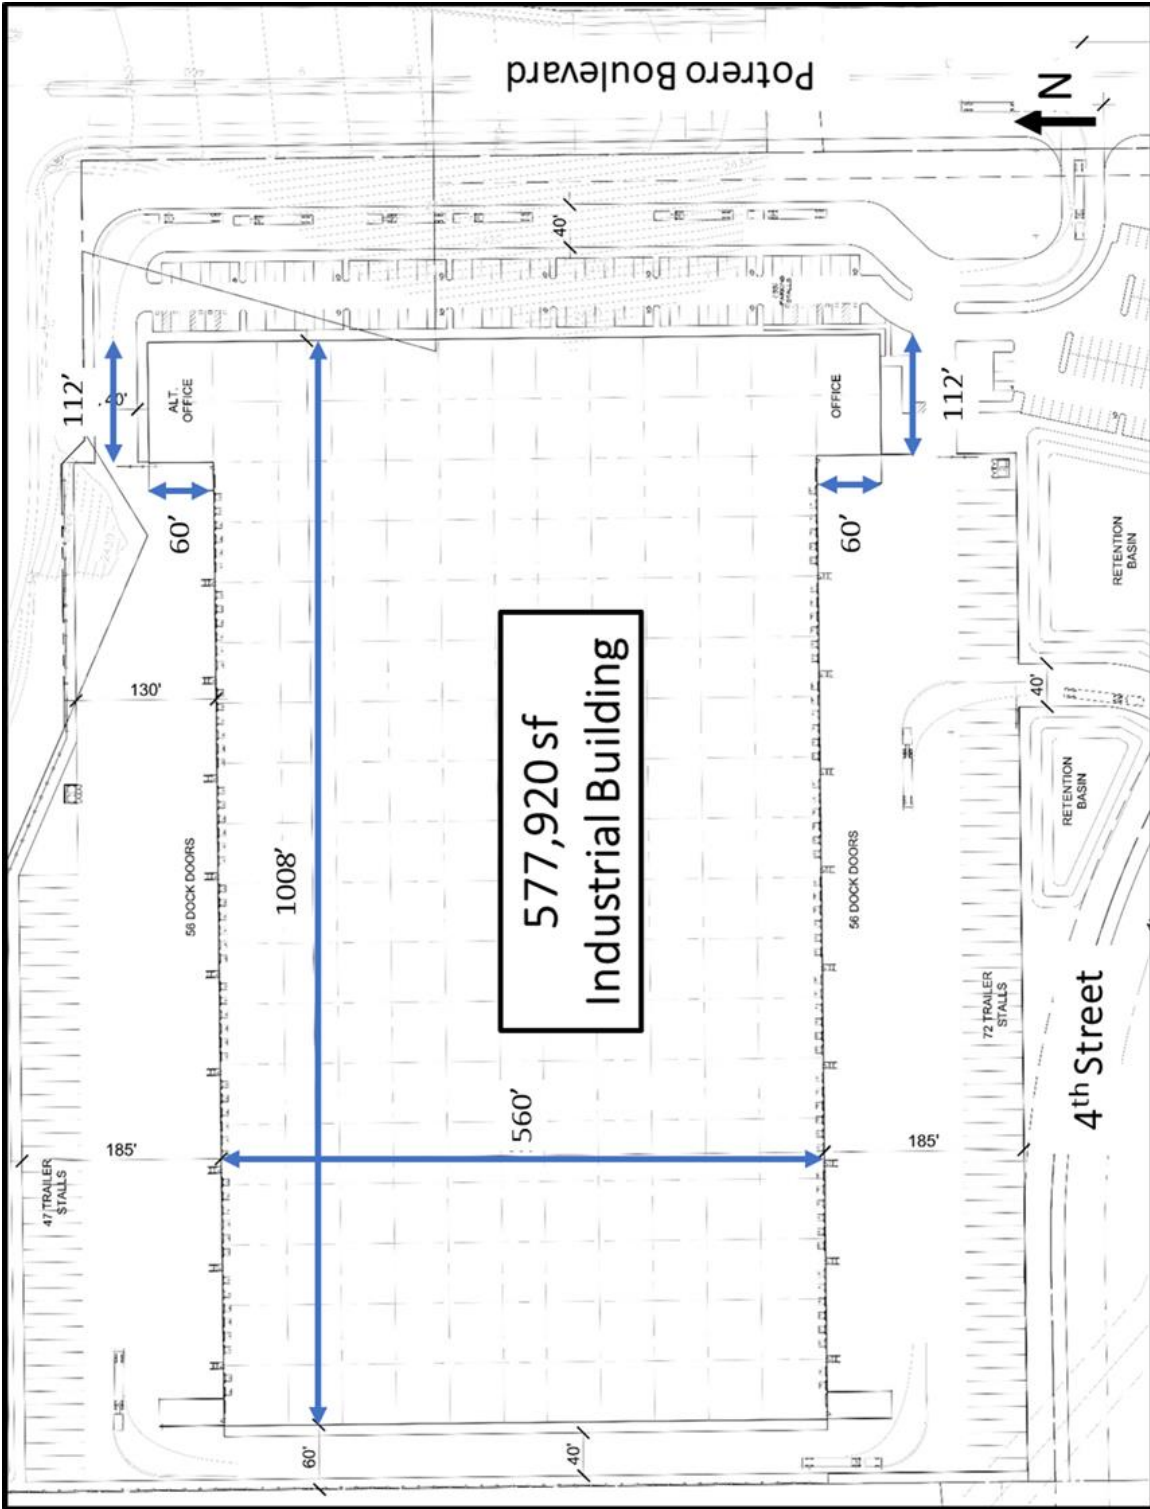 Potrero Boulevard
N
40'
112'
40'
ALT.
OFFICE
OFFICE
112'
60'
60'
130'
56 DOCK DOORS
1008'
577,920 sf
Industrial Building
56 DOCK DOORS
560'
185'
185'
47 TRAILER
STALLS
72 TRAILER
STALLS
RETENTION
BASIN
40'
RETENTION
BASIN
4th Street
60'
40'